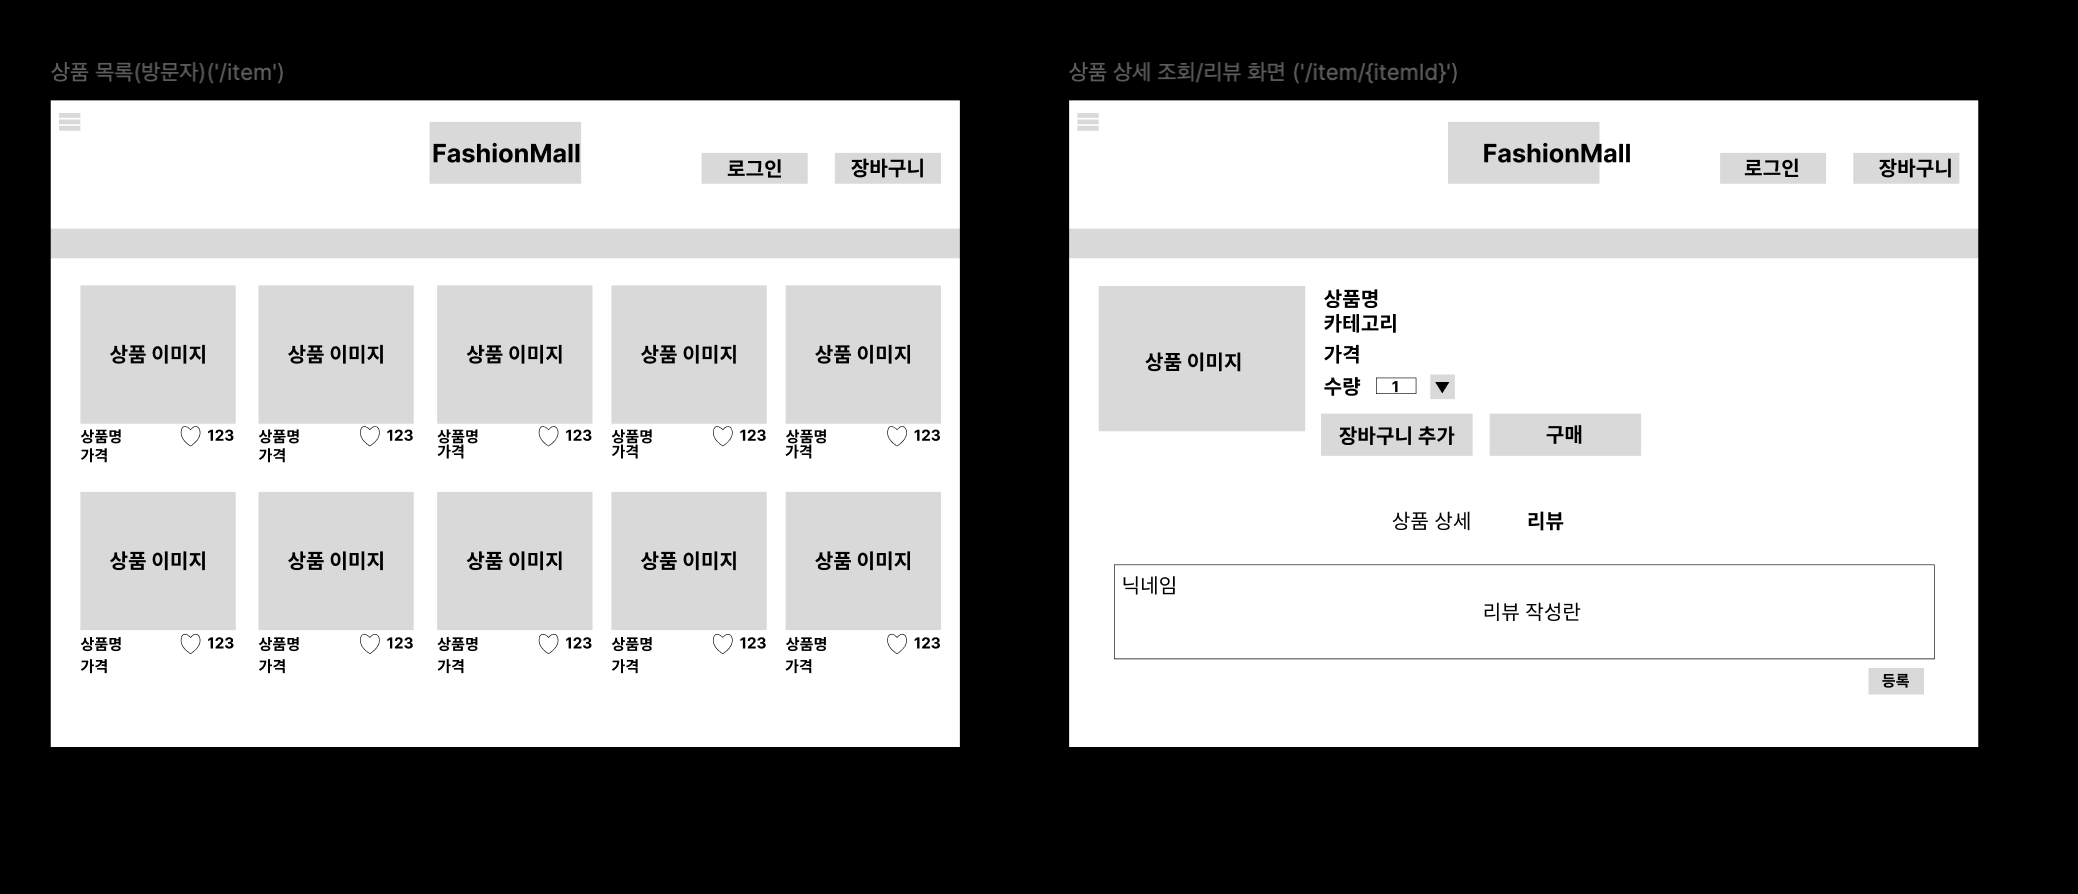 상품 목록(방문자)('/item')
FashionMall
로그인
장바구니
상품 이미지
상품 이미지
상품 이미지
상품 이미지
상품 이미지
상품명 123
가격
상품명 123
가격
상품명 123
가격
상품명 123
가격
상품명 123
가격
상품 이미지
상품 이미지
상품 이미지
상품 이미지
상품 이미지
상품명 123
가격
상품명 123
가격
상품명 123
가격
상품명 123
가격
상품명 123
가격
상품 상세 조회/리뷰 화면 ('/item/{itemId}')
FashionMall
로그인
장바구니
상품 이미지
상품명
카테고리
가격
수량 1 ▼
장바구니 추가
구매
상품 상세
리뷰
닉네임
리뷰 작성란
등록